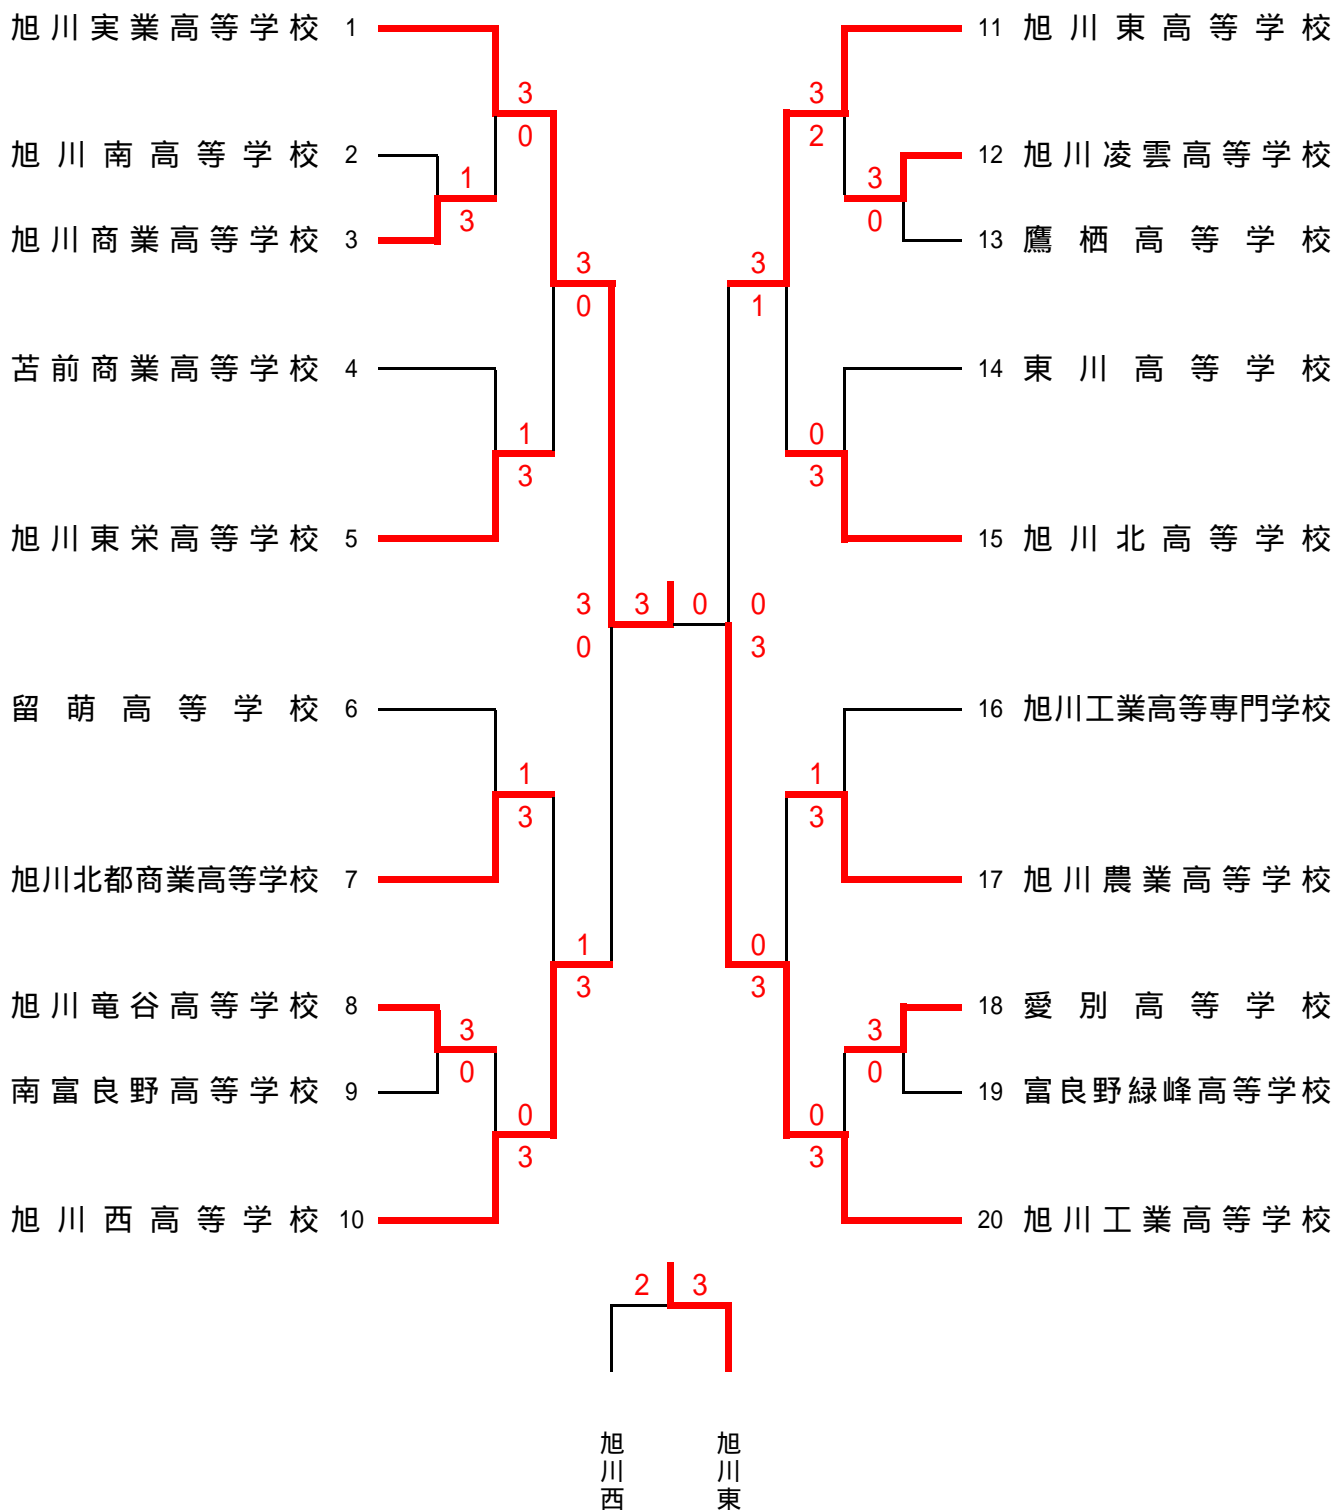 旭川実業高等学校 1
3
0
旭川南高等学校 2
1
3
旭川商業高等学校 3
3
0
苫前商業高等学校 4
1
3
旭川東栄高等学校 5
3
0
3 0
留萌高等学校 6
1
3
旭川北都商業高等学校 7
1
3
旭川竜谷高等学校 8
3
0
南富良野高等学校 9
0
3
旭川西高等学校 10
11 旭川東高等学校
3
2
12 旭川凌雲高等学校
3
0
13 鷹栖高等学校
3
1
14 東川高等学校
0
3
15 旭川北高等学校
0
3
16 旭川工業高等専門学校
1
3
17 旭川農業高等学校
0
3
18 愛別高等学校
3
0
19 富良野緑峰高等学校
0
3
20 旭川工業高等学校
2 3
旭川西
旭川東